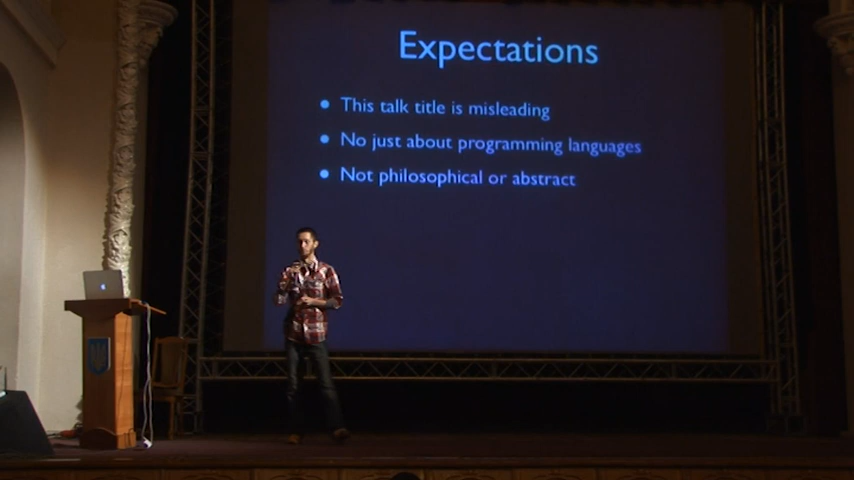 Expectations
This talk title is misleading
No just about programming languages
Not philosophical or abstract